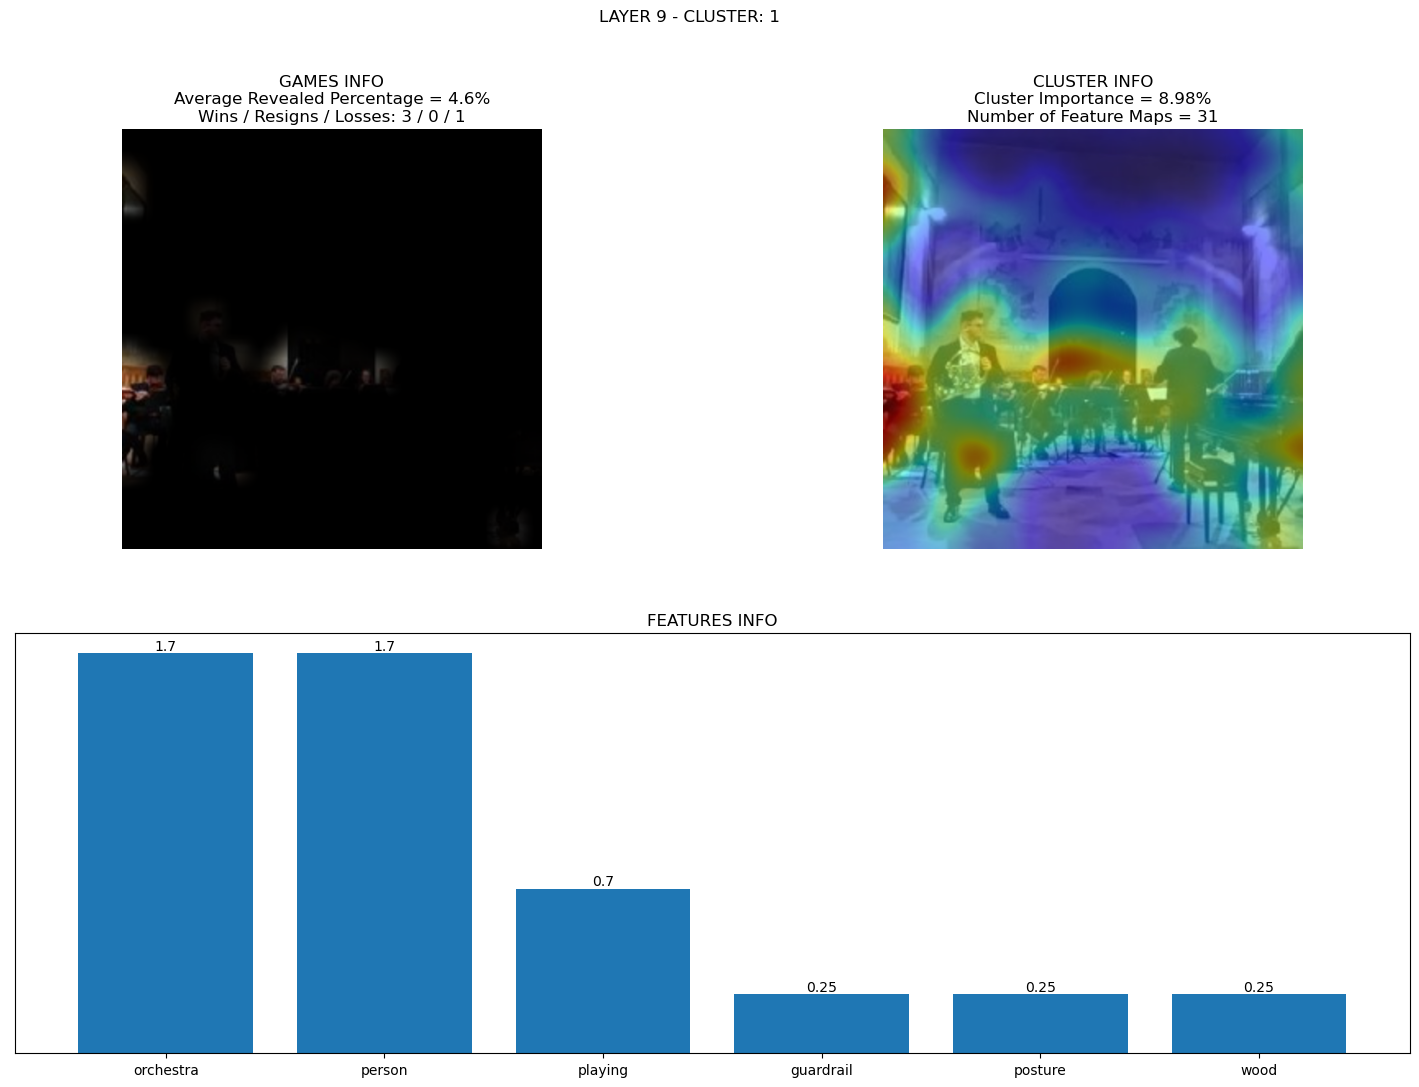 LAYER 9 - CLUSTER: 1
GAMES INFO
Average Revealed Percentage = 4.6%
Wins / Resigns / Losses: 3 / 0 / 1
CLUSTER INFO
Cluster Importance = 8.98%
Number of Feature Maps = 31
FEATURES INFO
1.7
1.7
0.7
0.25
0.25
0.25
orchestra
person
playing
guardrail
posture
wood